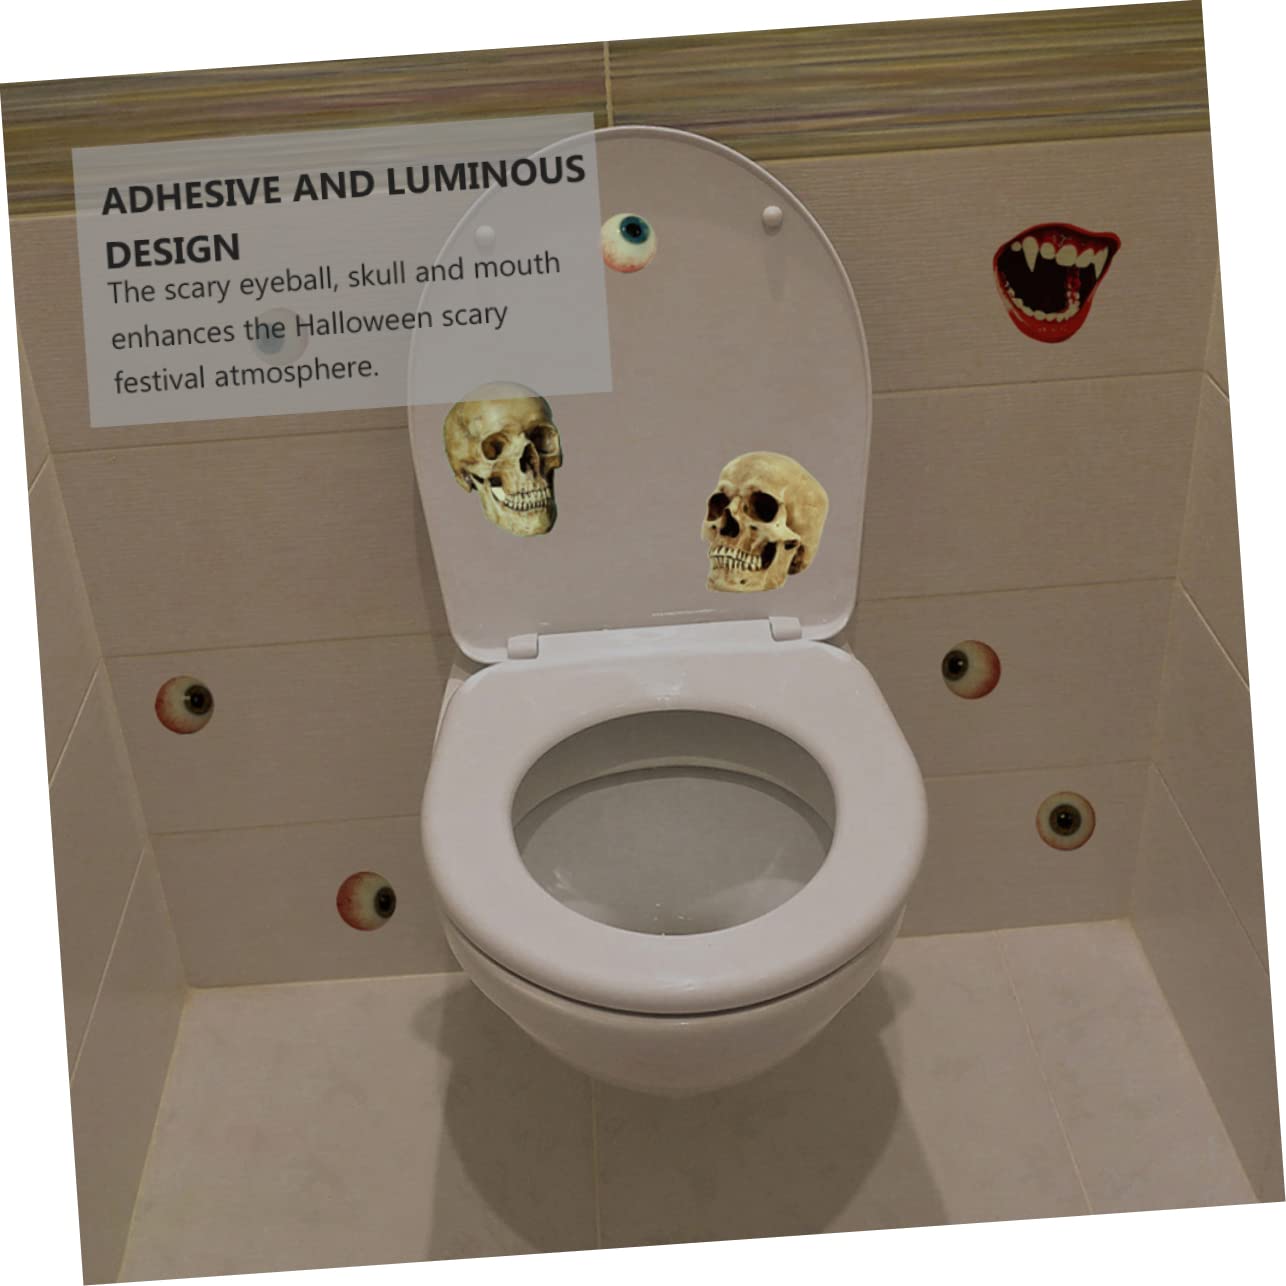 ADHESIVE AND LUMINOUS
DESIGN
The scary eyeball, skull and mouth
enhances the Halloween scary
festival atmosphere.